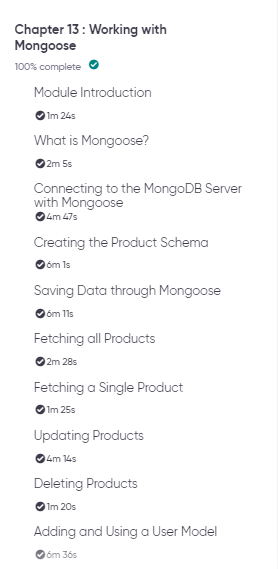 Chapter 13 : Working with
Mongoose
100% complete
Module Introduction
1m 24s
What is Mongoose?
2m 5s
Connecting to the MongoDB Server
with Mongoose
4m 47s
Creating the Product Schema
6m 1s
Saving Data through Mongoose
6m 11s
Fetching all Products
2m 28s
Fetching a Single Product
1m 25s
Updating Products
4m 14s
Deleting Products
1m 20s
Adding and Using a User Model
6m 36s